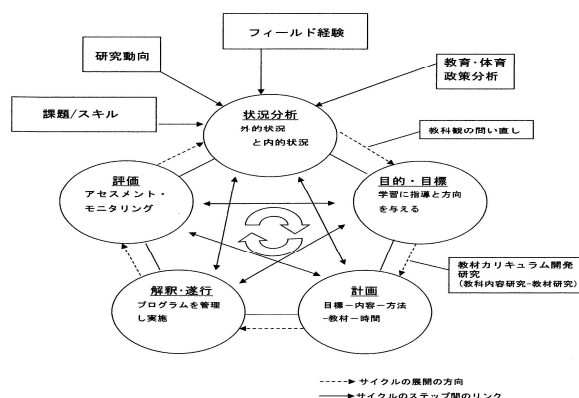 フィールド経験
研究動向
教育・体育
政策分析
課題/スキル
状況分析
外的状況
と内的状況
教科観の問い直し
評価
アセスメント・
モニタリング
目的・目標
学習に指導と方向
を与える
教材カリキュラム開発
研究
(教科内容研究-教材研究)
解釈・遂行
プログラムを管理
し実施
計画
目標－内容－方法
-教材－時間
サイクルの展開の方向
サイクルのステップ間のリンク